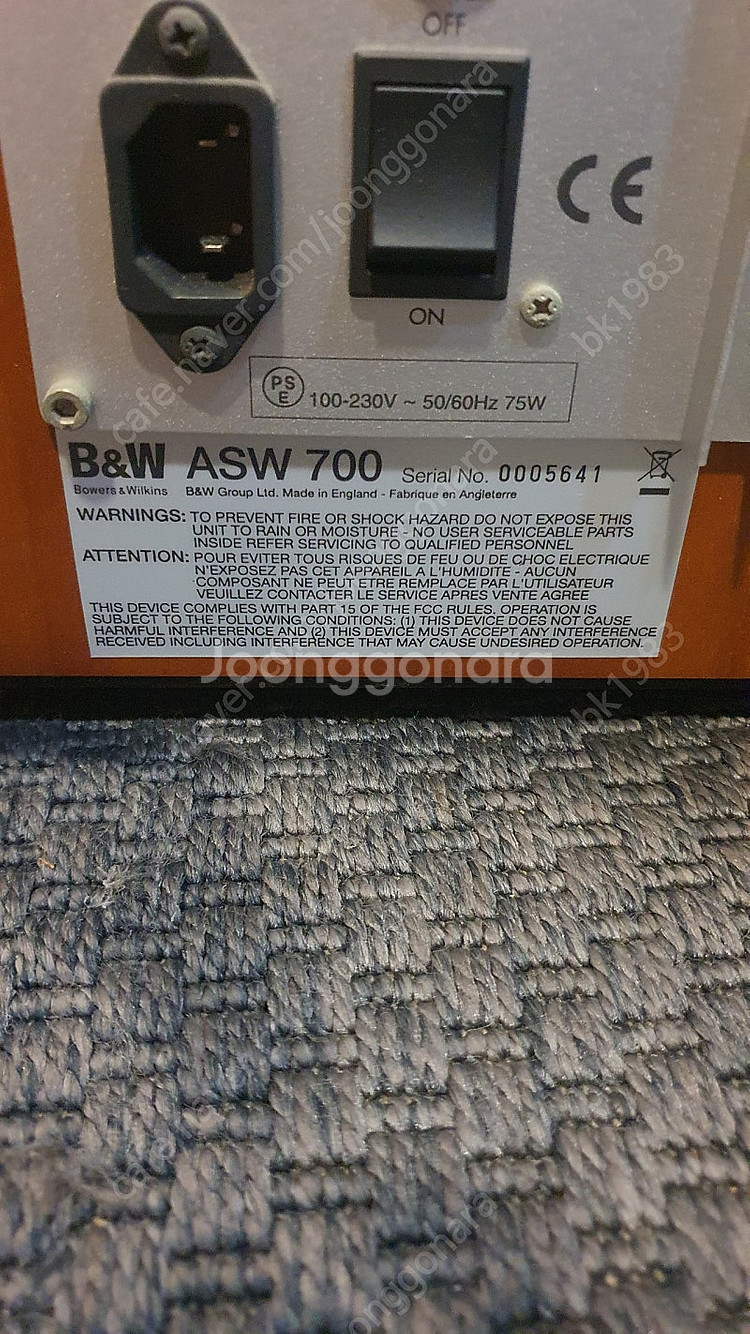 OFF
CE
ON
PS
E
100-230V ~ 50/60Hz 75W
B&W ASW 700 Serial No. 0005641
Bowers & Wilkins B&W Group Ltd. Made in England - Fabrique en Angleterre
WARNINGS: TO PREVENT FIRE OR SHOCK HAZARD DO NOT EXPOSE THIS
UNIT TO RAIN OR MOISTURE - NO USER SERVICEABLE PARTS
INSIDE REFER SERVICING TO QUALIFIED PERSONNEL
ATTENTION: POUR EVITER TOUS RISQUES DE FEU OU DE CHOC ELECTRIQUE
N'EXPOSEZ PAS CET APPAREIL A L'HUMIDITE - AUCUN
COMPOSANT NE PEUT ETRE REMPLACE PAR L'UTILISATEUR
VEUILLEZ CONTACTER LE SERVICE APRES VENTE AGREE
THIS DEVICE COMPLIES WITH PART 15 OF THE FCC RULES. OPERATION IS
SUBJECT TO THE FOLLOWING CONDITIONS: (1) THIS DEVICE DOES NOT CAUSE
HARMFUL INTERFERENCE AND (2) THIS DEVICE MUST ACCEPT ANY INTERFERENCE
RECEIVED INCLUDING INTERFERENCE THAT MAY CAUSE UNDESIRED OPERATION.
Joonggonara
cafe.naver.com/joonggonara
bk1983
bk1983